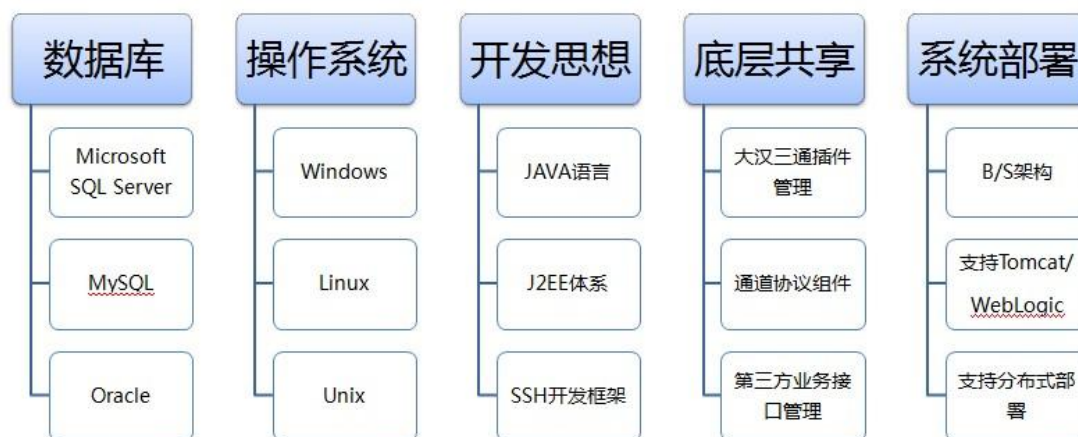 数据库
Microsoft
SQL Server
MySQL
Oracle
操作系统
Windows
Linux
Unix
开发思想
JAVA语言
J2EE体系
SSH开发框架
底层共享
大汉三通插件
管理
通道协议组件
第三方业务接
口管理
系统部署
B/S架构
支持Tomcat/
WebLogic
支持分布式部
署